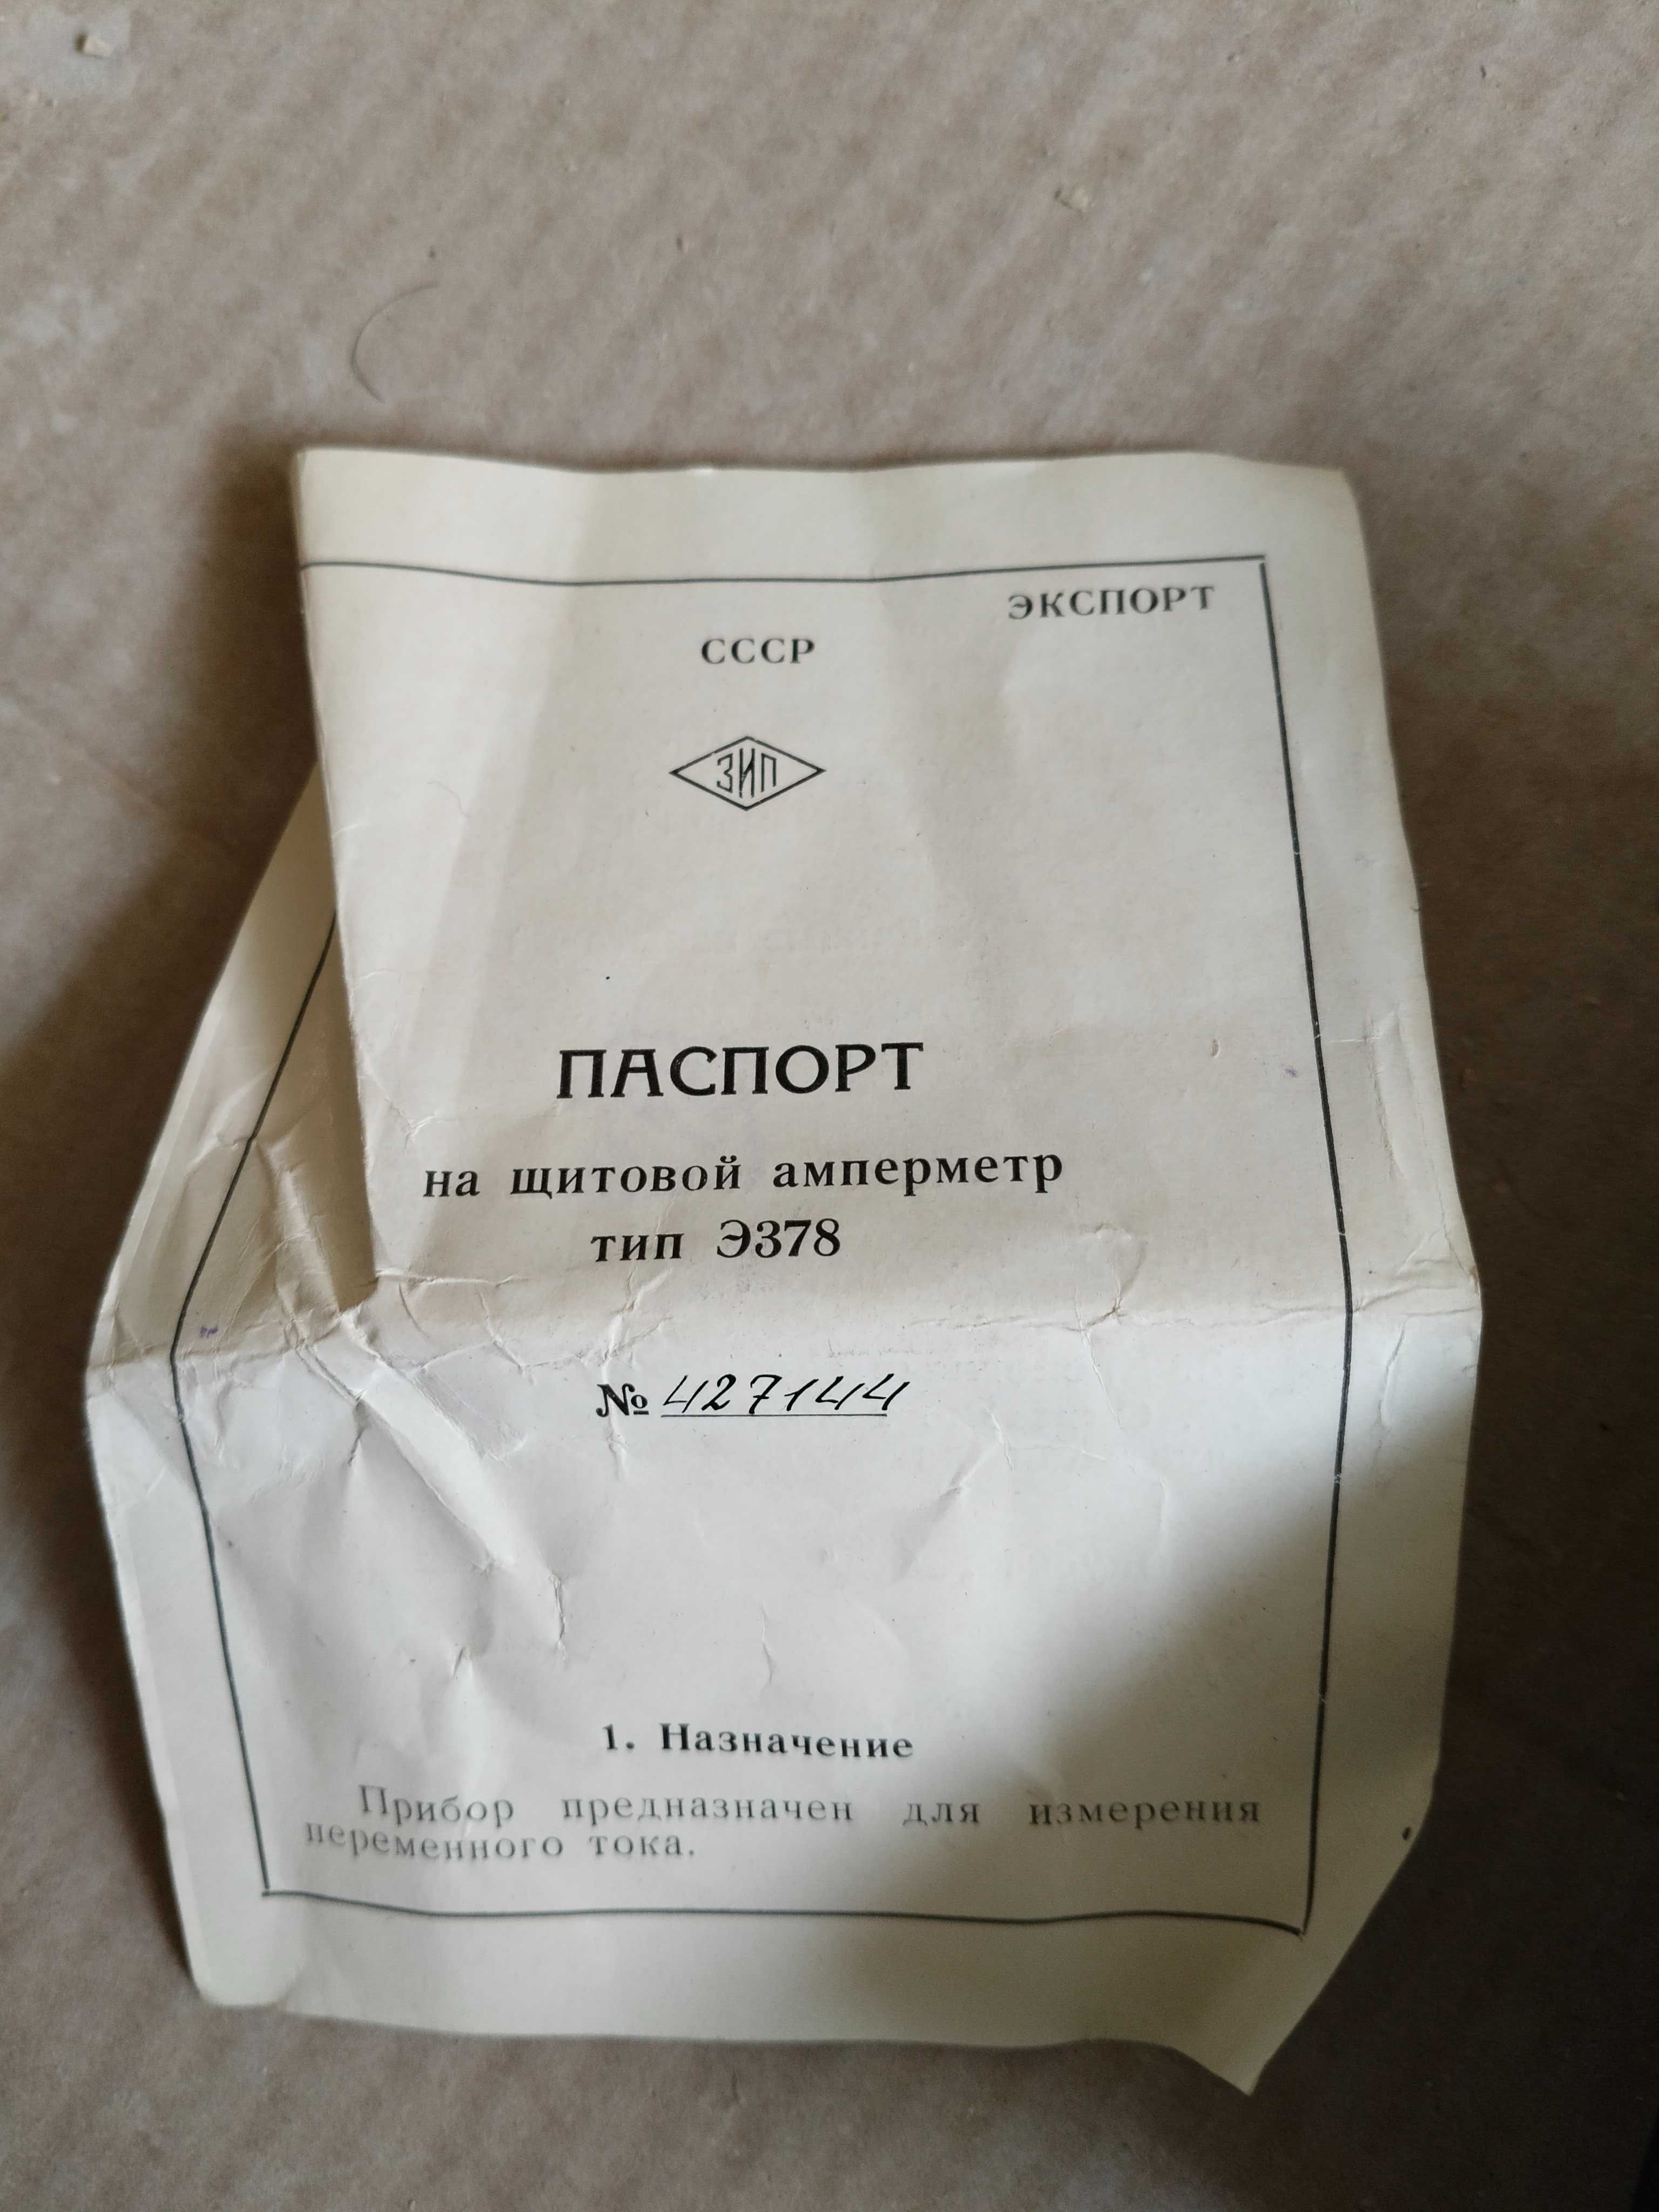 ЭКСПОРТ
СССР
ЗИП
ПАСПОРТ
на щитовой амперметр
тип Э378
№ 427144
1. Назначение
Прибор предназначен для измерения
переменного тока.